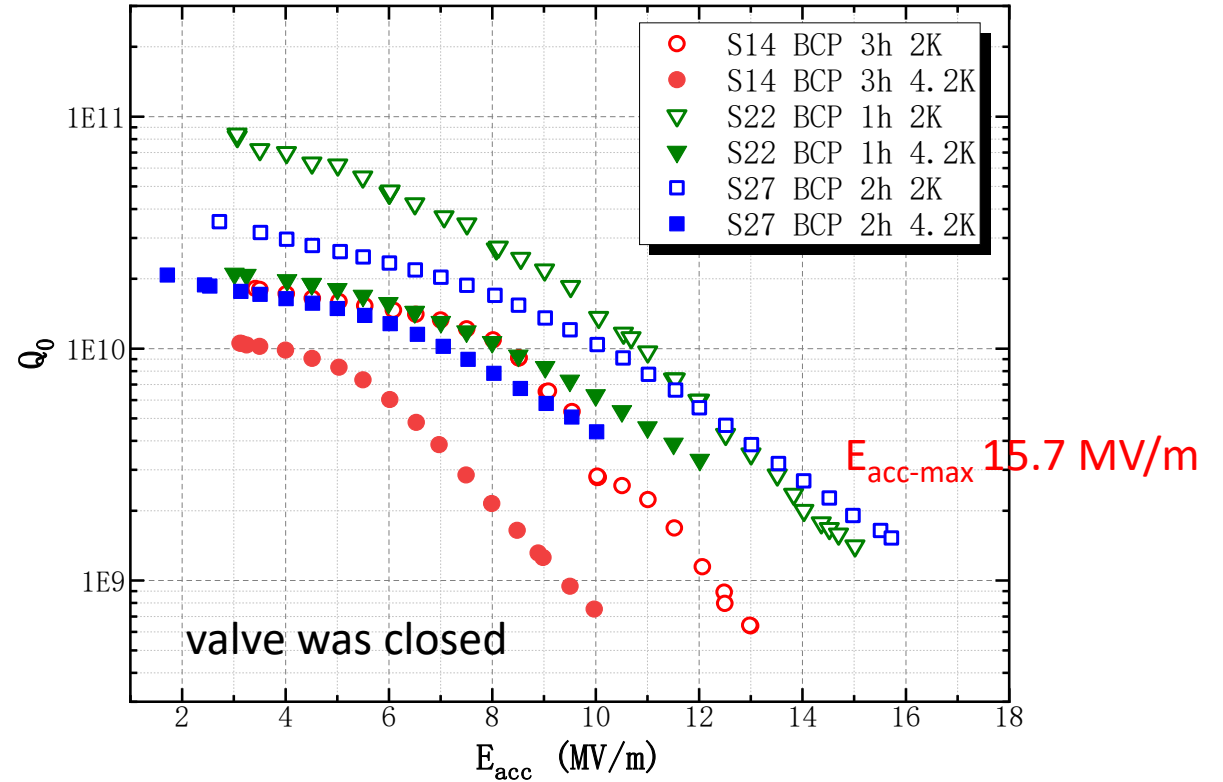 S14 BCP 3h 2K
S14 BCP 3h 4.2K
S22 BCP 1h 2K
S22 BCP 1h 4.2K
S27 BCP 2h 2K
S27 BCP 2h 4.2K
1E11
1E10
1E9
Q0
Eacc-max 15.7 MV/m
valve was closed
2 4 6 8 10 12 14 16 18
Eacc (MV/m)